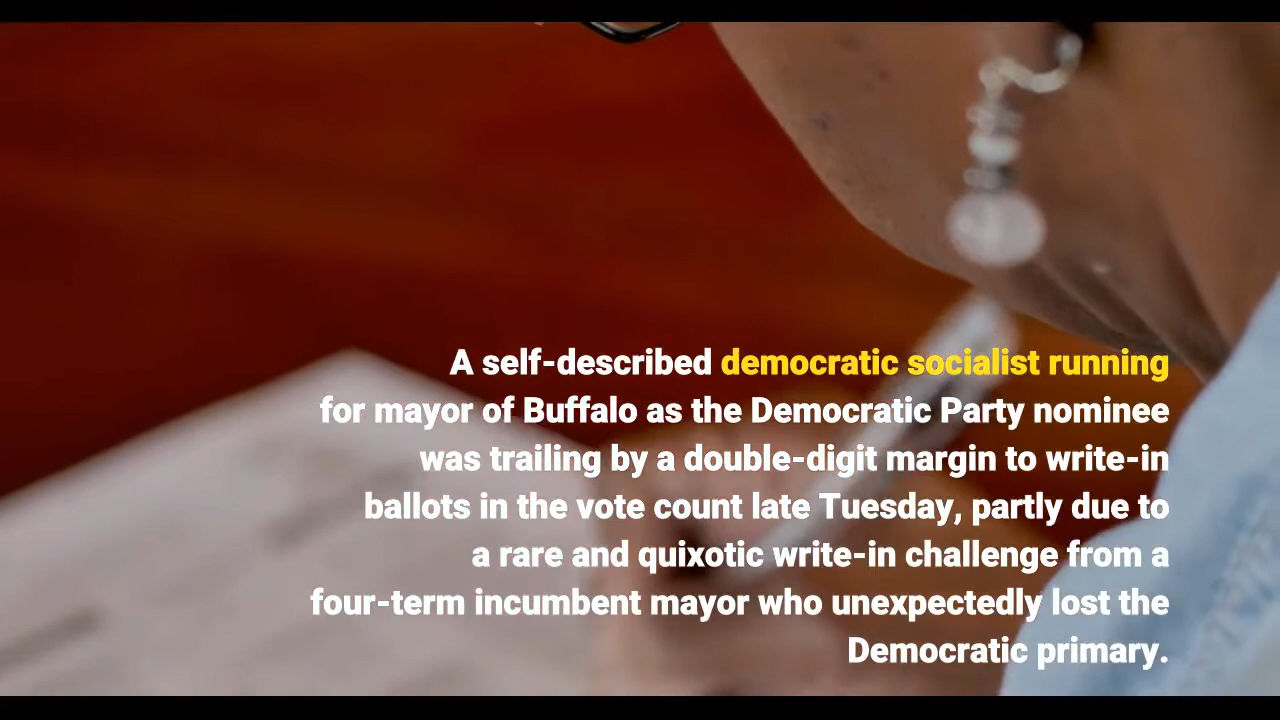 A self-described democratic socialist running
for mayor of Buffalo as the Democratic Party nominee
was trailing by a double-digit margin to write-in
ballots in the vote count late Tuesday, partly due to
a rare and quixotic write-in challenge from a
four-term incumbent mayor who unexpectedly lost the
Democratic primary.